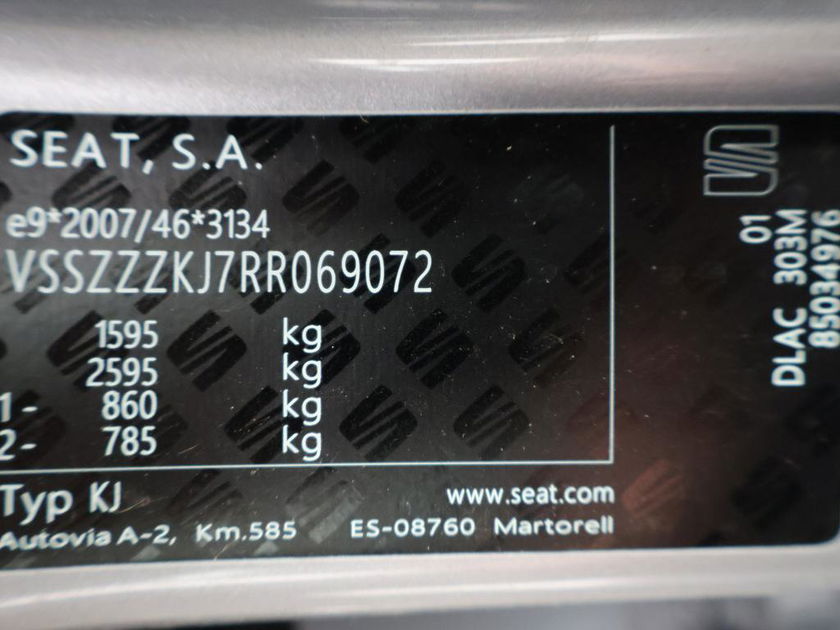 SEAT, S.A.
e9*2007/46*3134
VSSZZZKJ7RR069072
1595 kg
2595 kg
1- 860 kg
2- 785 kg
Typ KJ
www.seat.com
Autovia A-2, Km.585 ES-08760 Martorell
01
DLAC 303M
85034976